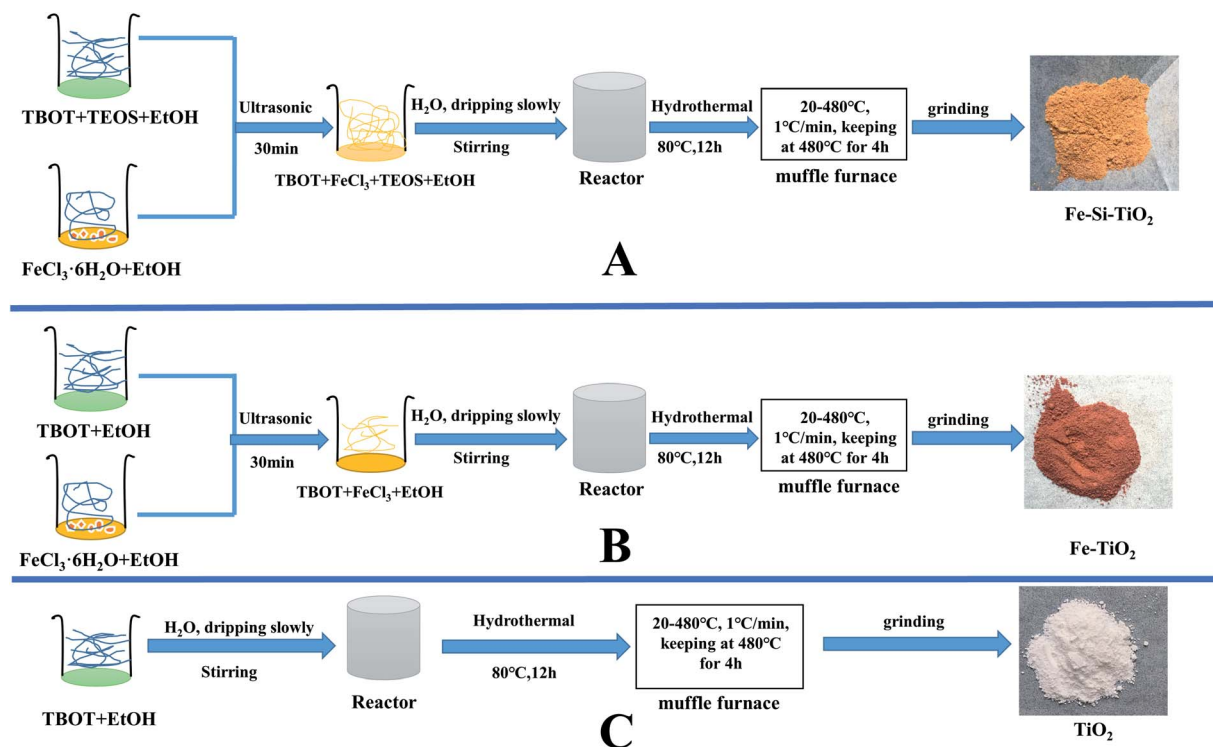 TBOT+TEOS+EtOH
FeCl₃·6H₂O+EtOH
Ultrasonic
30min
TBOT+FeCl₃+TEOS+EtOH
H₂O, dripping slowly
Stirring
Reactor
Hydrothermal
80℃,12h
20-480℃,
1℃/min, keeping
at 480℃ for 4h
muffle furnace
grinding
Fe-Si-TiO₂
A
TBOT+EtOH
FeCl₃·6H₂O+EtOH
Ultrasonic
30min
TBOT+FeCl₃+EtOH
H₂O, dripping slowly
Stirring
Reactor
Hydrothermal
80℃,12h
20-480℃,
1℃/min, keeping
at 480℃ for 4h
muffle furnace
grinding
Fe-TiO₂
B
TBOT+EtOH
H₂O, dripping slowly
Stirring
Reactor
Hydrothermal
80℃,12h
20-480℃, 1℃/min,
keeping at 480℃
for 4h
muffle furnace
grinding
TiO₂
C